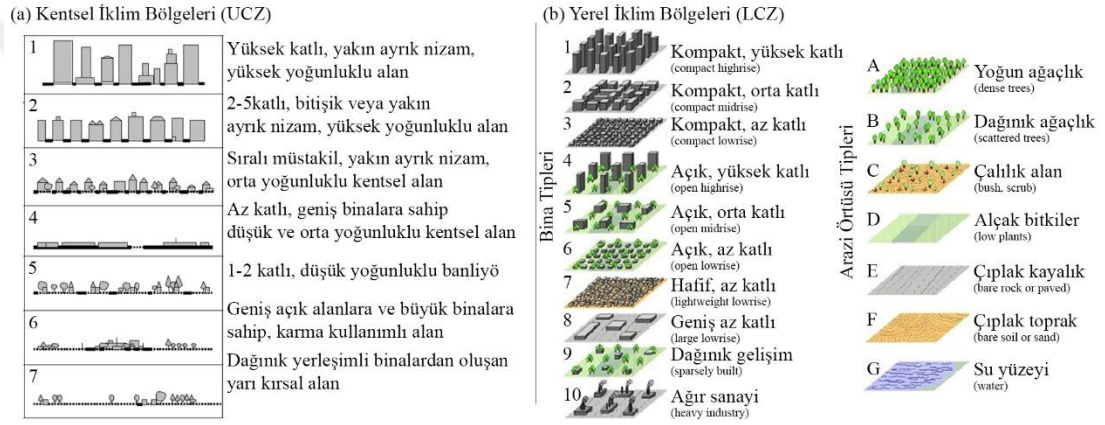 (a) Kentsel İklim Bölgeleri (UCZ)
1
Yüksek katlı, yakın ayrık nizam,
yüksek yoğunluklu alan
2
2-5katlı, bitişik veya yakın
ayrık nizam, yüksek yoğunluklu alan
3
Sıralı müstakil, yakın ayrık nizam,
orta yoğunluklu kentsel alan
4
Az katlı, geniş binalara sahip
düşük ve orta yoğunluklu kentsel alan
5
1-2 katlı, düşük yoğunluklu banliyö
6
Geniş açık alanlara ve büyük binalara
sahip, karma kullanımlı alan
7
Dağınık yerleşimli binalardan oluşan
yarı kırsal alan
(b) Yerel İklim Bölgeleri (LCZ)
Bina Tipleri
1
Kompakt, yüksek katlı
(compact highrise)
2
Kompakt, orta katlı
(compact midrise)
3
Kompakt, az katlı
(compact lowrise)
4
Açık, yüksek katlı
(open highrise)
5
Açık, orta katlı
(open midrise)
6
Açık, az katlı
(open lowrise)
7
Hafif, az katlı
(lightweight lowrise)
8
Geniş az katlı
(large lowrise)
9
Dağınık gelişim
(sparsely built)
10
Ağır sanayi
(heavy industry)
Arazi Örtüsü Tipleri
A
Yoğun ağaçlık
(dense trees)
B
Dağınık ağaçlık
(scattered trees)
C
Çalılık alan
(bush, scrub)
D
Alçak bitkiler
(low plants)
E
Çıplak kayalık
(bare rock or paved)
F
Çıplak toprak
(bare soil or sand)
G
Su yüzeyi
(water)